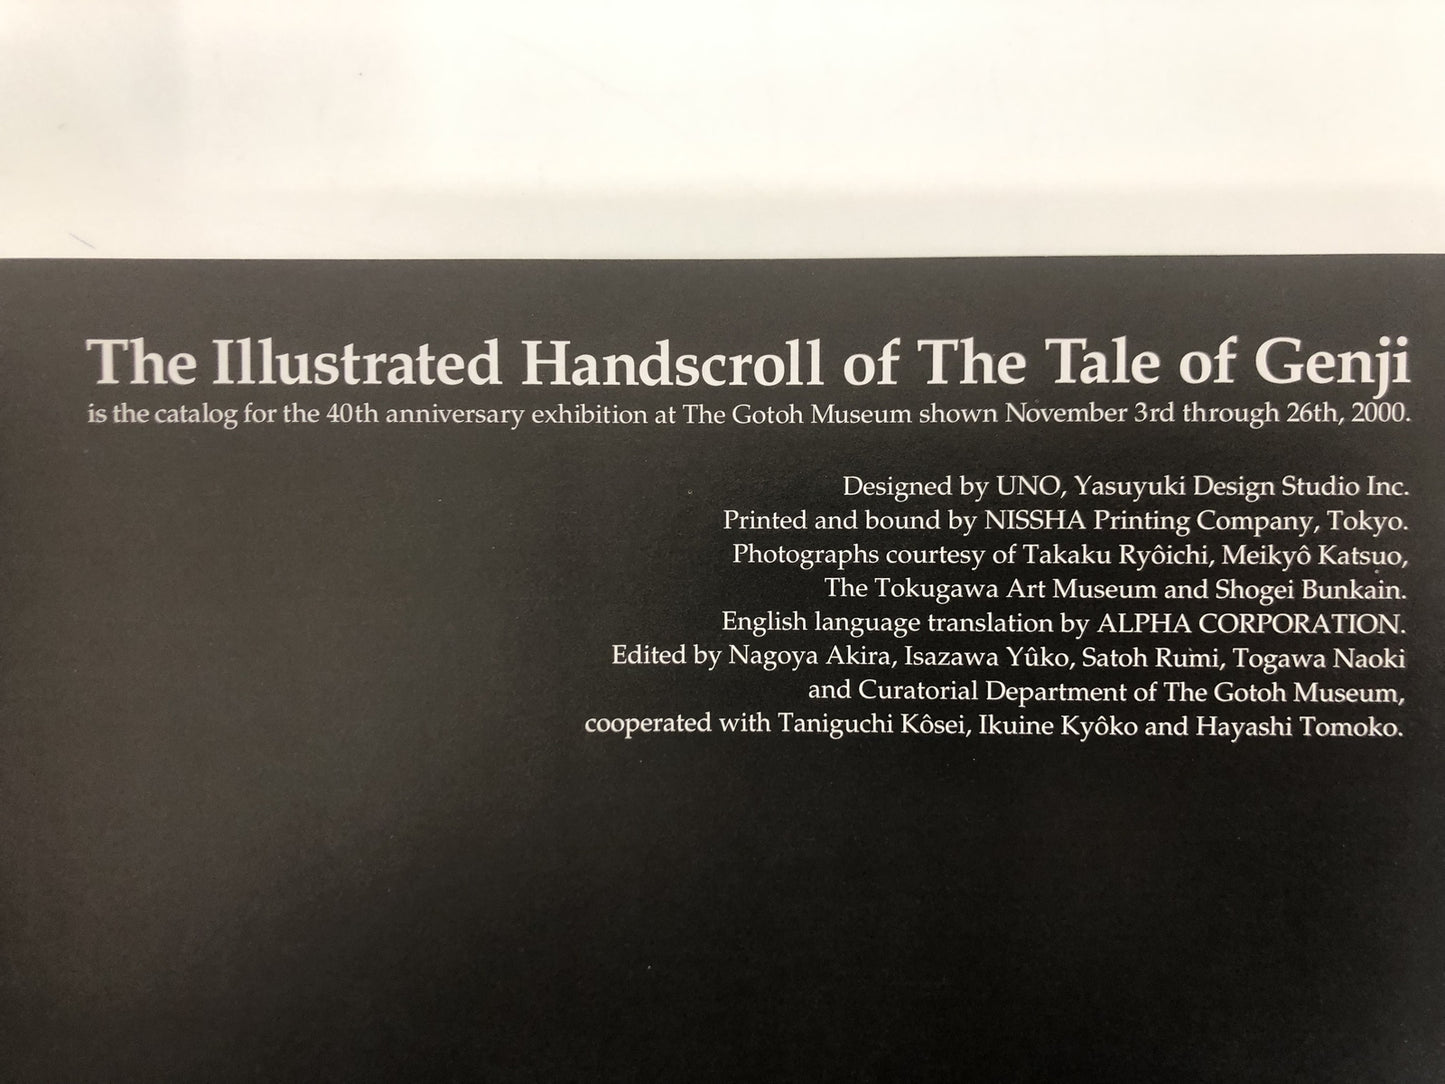 The Illustrated Handscroll of The Tale of Genji
is the catalog for the 40th anniversary exhibition at The Gotoh Museum shown November 3rd through 26th, 2000.
Designed by UNO, Yasuyuki Design Studio Inc.
Printed and bound by NISSHA Printing Company, Tokyo.
Photographs courtesy of Takaku Ryôichi, Meikyô Katsuo,
The Tokugawa Art Museum and Shogei Bunkain.
English language translation by ALPHA CORPORATION.
Edited by Nagoya Akira, Isazawa Yûko, Satoh Rumi, Togawa Naoki
and Curatorial Department of The Gotoh Museum,
cooperated with Taniguchi Kôsei, Ikuine Kyôko and Hayashi Tomoko.